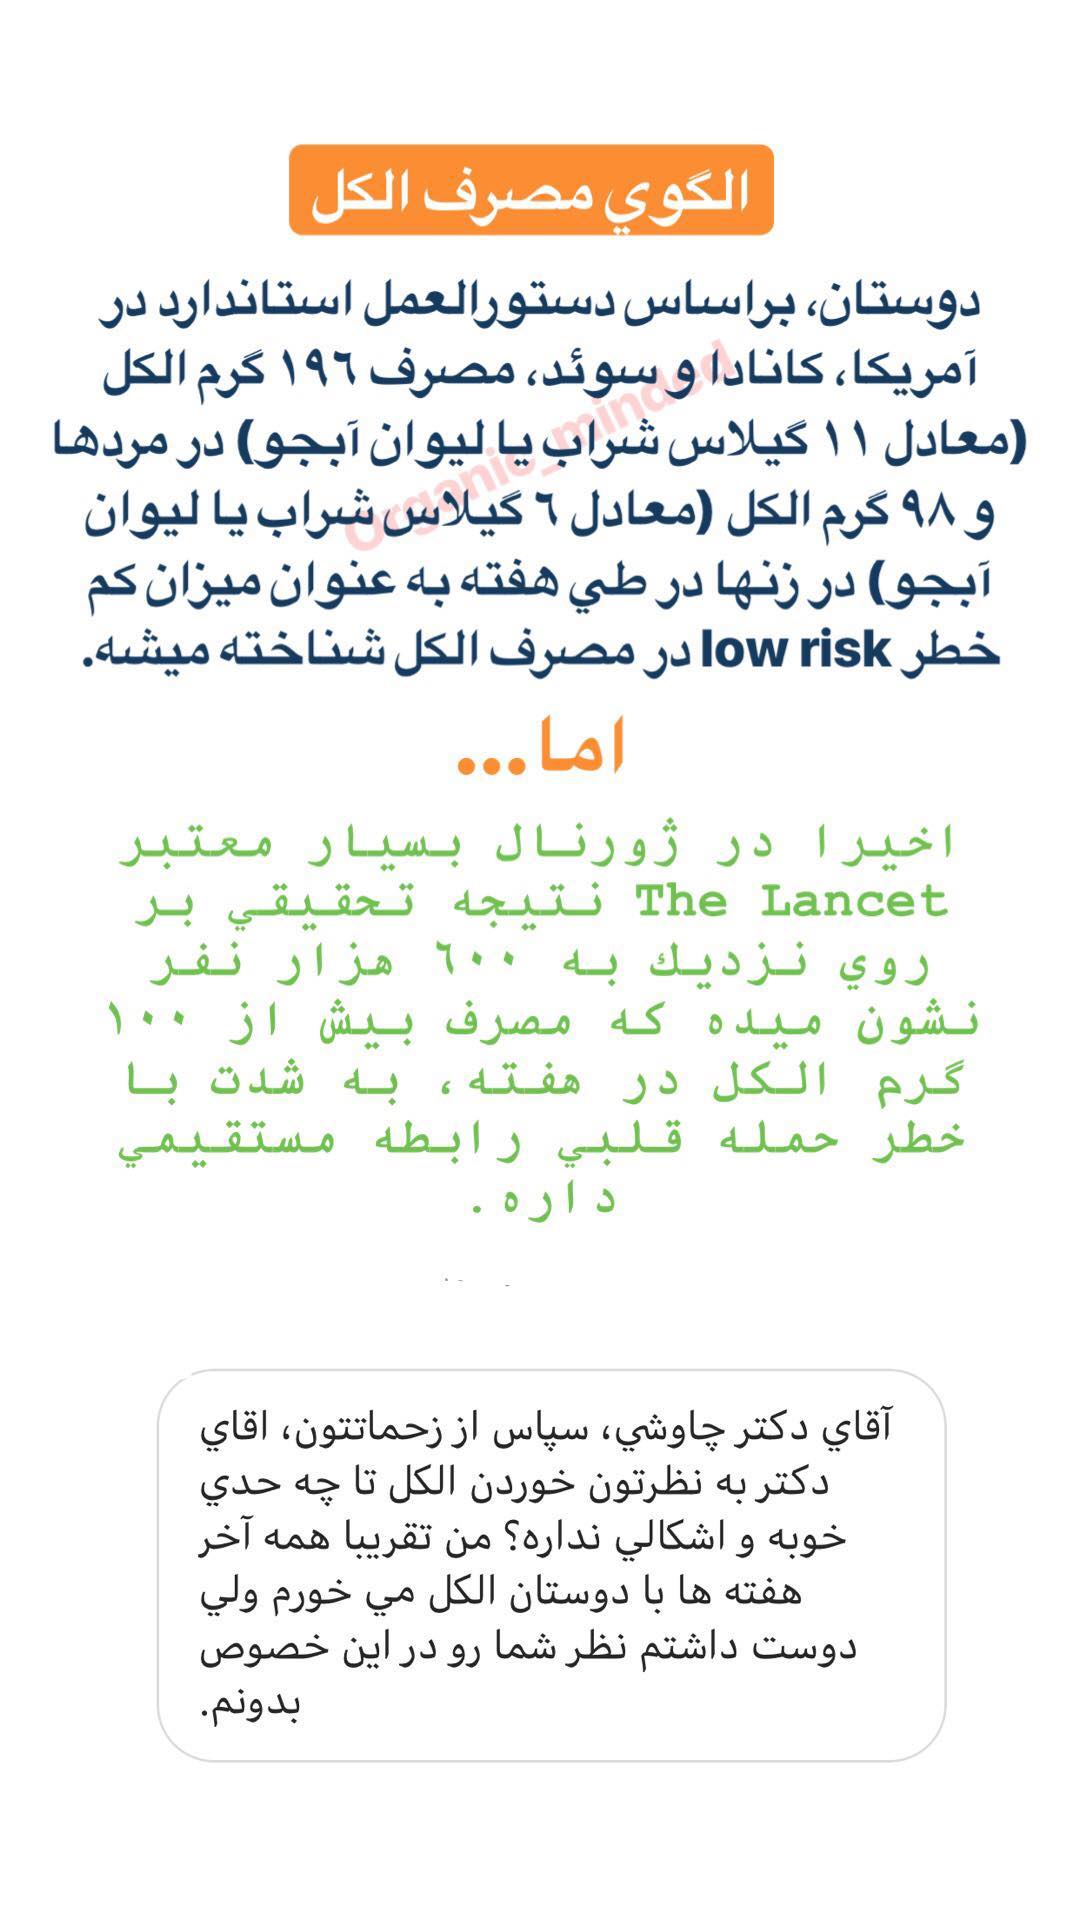 الگوي مصرف الكل
دوستان، براساس دستورالعمل استاندارد در
آمريكا، كانادا و سوئد، مصرف ١٩٦ گرم الكل
(معادل ١١ گيلاس شراب يا ليوان آبجو) در مردها
و ٩٨ گرم الكل (معادل ٦ گيلاس شراب يا ليوان
آبجو) در زنها در طي هفته به عنوان ميزان كم
خطر low risk در مصرف الكل شناخته ميشه.
Organic_minded
اما...
اخيرا در ژورنال بسيار معتبر
The Lancet نتيجه تحقيقي بر
روي نزديك به ٦٠٠ هزار نفر
نشون ميده كه مصرف بيش از ١٠٠
گرم الكل در هفته، به شدت با
خطر حمله قلبي رابطه مستقيمي
داره.
آقاي دكتر چاوشي، سپاس از زحماتتون، اقاي
دكتر به نظرتون خوردن الكل تا چه حدي
خوبه و اشكالي نداره؟ من تقريبا همه آخر
هفته ها با دوستان الكل مي خورم ولي
دوست داشتم نظر شما رو در اين خصوص
بدونم.